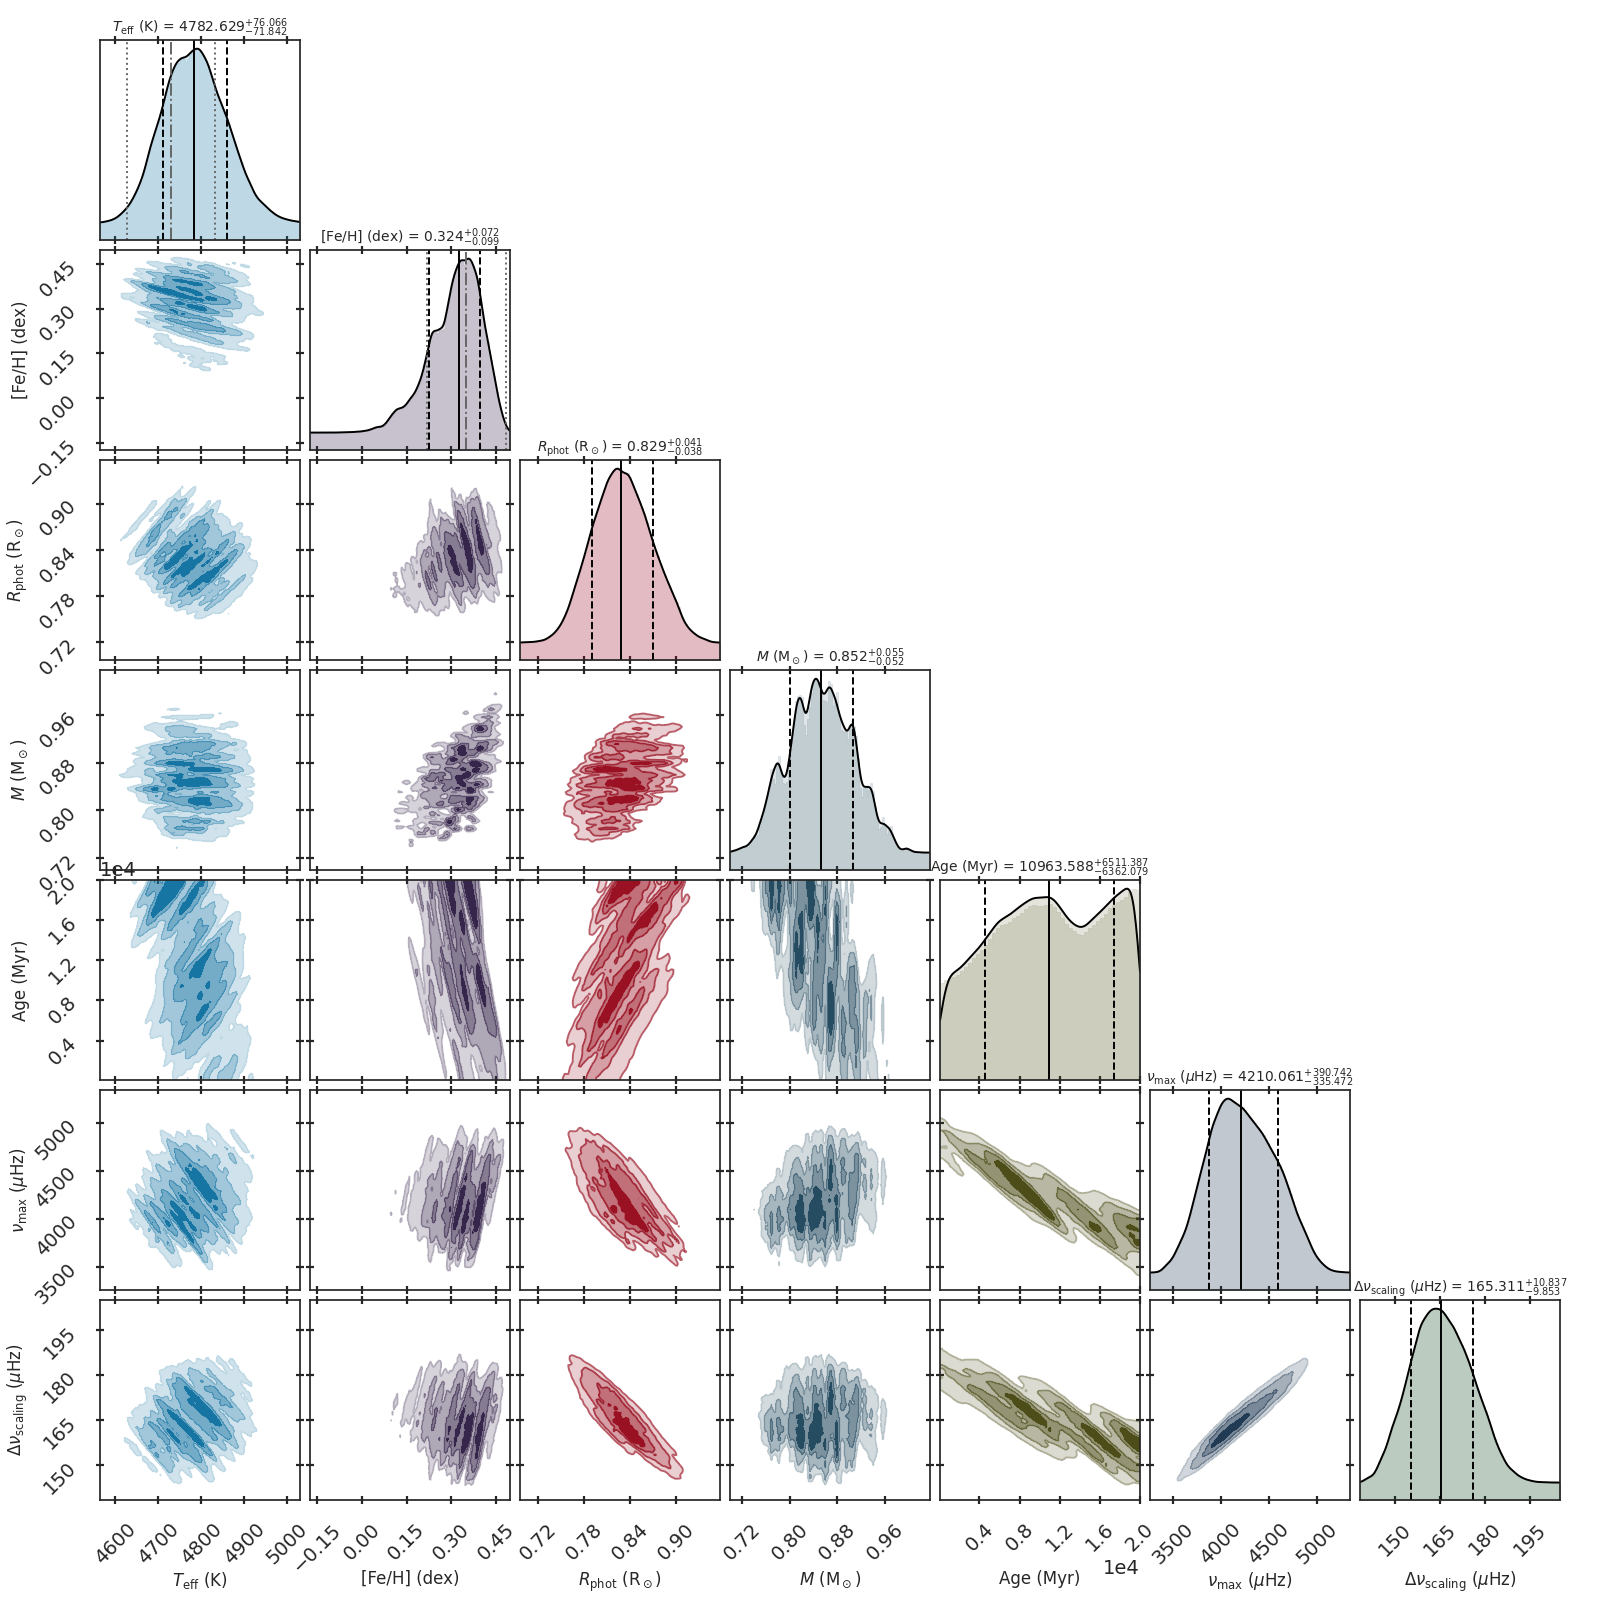 T_eff (K) = 4782.629 +76.066 −71.842
[Fe/H] (dex) = 0.324 +0.072 −0.099
0.45
0.30
0.15
0.00
−0.15
[Fe/H] (dex)
R_phot (R_⊙) = 0.829 +0.041 −0.038
0.90
0.84
0.78
0.72
R_phot (R_⊙)
M (M_⊙) = 0.852 +0.055 −0.052
0.96
0.88
0.80
0.72
M (M_⊙)
1e4
Age (Myr) = 10963.588 +6511.387 −6362.079
2.0
1.6
1.2
0.8
0.4
Age (Myr)
ν_max (μHz) = 4210.061 +390.742 −335.472
5000
4500
4000
3500
ν_max (μHz)
Δν_scaling (μHz) = 165.311 +10.837 −9.853
195
180
165
150
Δν_scaling (μHz)
4600 4700 4800 4900 5000 −0.15 0.00 0.15 0.30 0.45 0.72 0.78 0.84 0.90 0.72 0.80 0.88 0.96 0.4 0.8 1.2 1.6 2.0 3500 4000 4500 5000 150 165 180 195
1e4
T_eff (K) [Fe/H] (dex) R_phot (R_⊙) M (M_⊙) Age (Myr) ν_max (μHz) Δν_scaling (μHz)